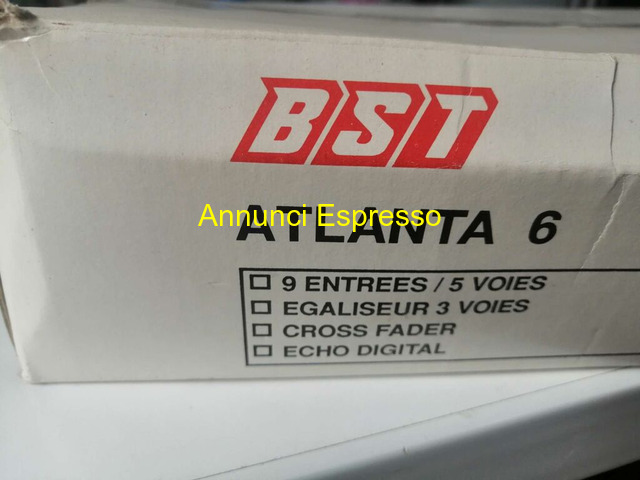 BST
Annunci Espresso
ATLANTA 6
☐ 9 ENTREES / 5 VOIES
☐ EGALISEUR 3 VOIES
☐ CROSS FADER
☐ ECHO DIGITAL